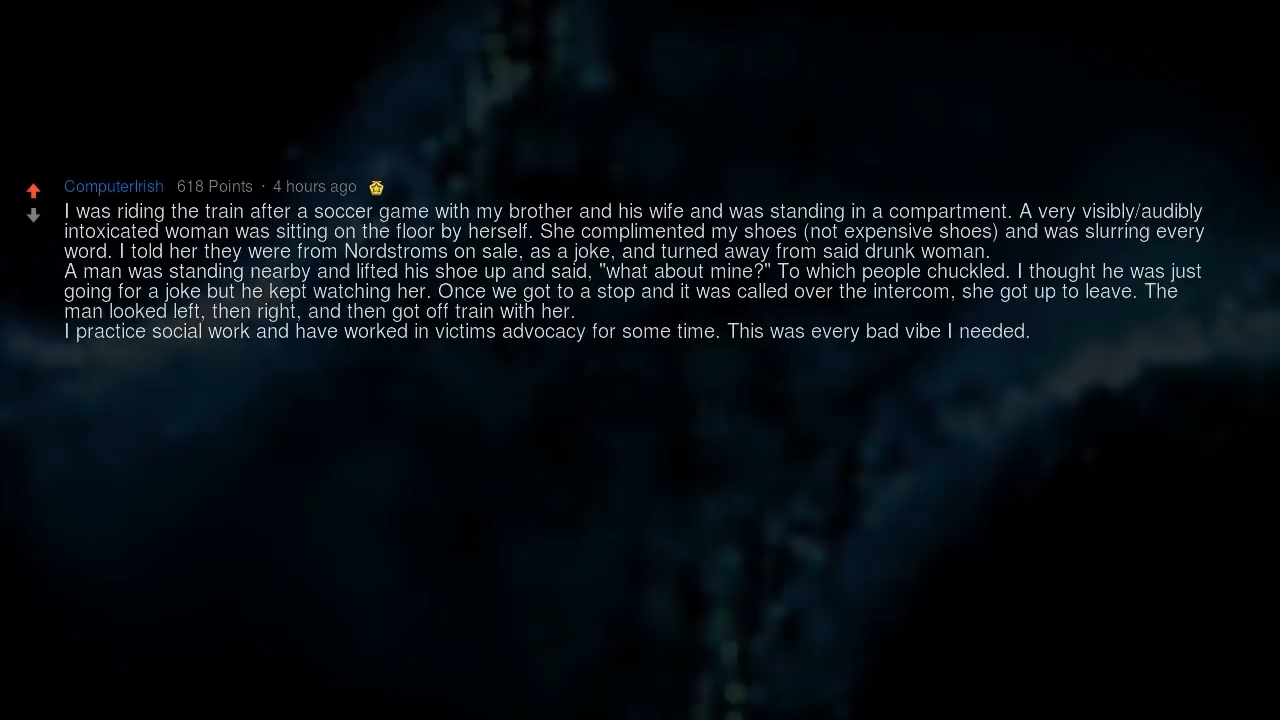 ComputerIrish 618 Points · 4 hours ago
I was riding the train after a soccer game with my brother and his wife and was standing in a compartment. A very visibly/audibly
intoxicated woman was sitting on the floor by herself. She complimented my shoes (not expensive shoes) and was slurring every
word. I told her they were from Nordstroms on sale, as a joke, and turned away from said drunk woman.
A man was standing nearby and lifted his shoe up and said, "what about mine?" To which people chuckled. I thought he was just
going for a joke but he kept watching her. Once we got to a stop and it was called over the intercom, she got up to leave. The
man looked left, then right, and then got off train with her.
I practice social work and have worked in victims advocacy for some time. This was every bad vibe I needed.